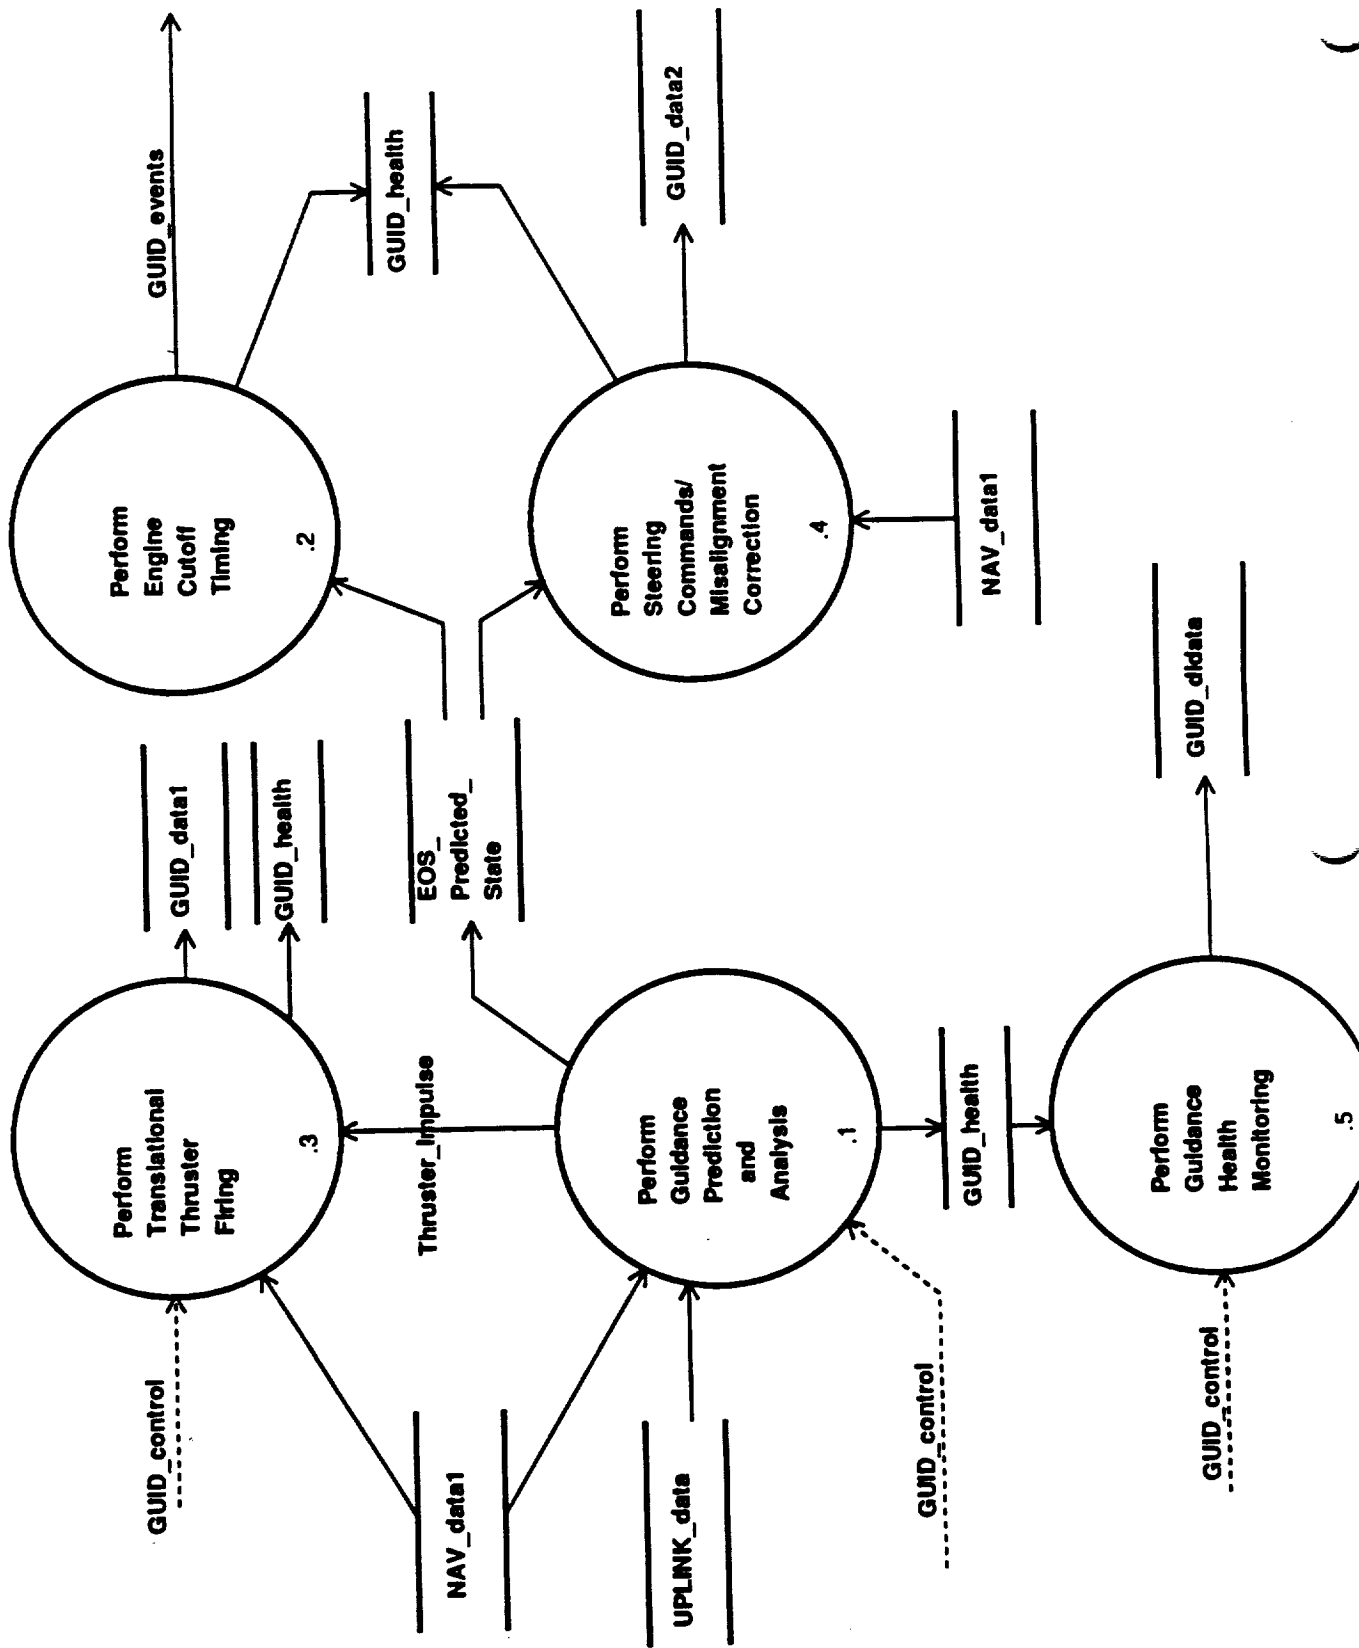 GUID_control
Perform
Translational
Thruster
Firing
.3
GUID_data1
GUID_health
Perform
Engine
Cutoff
Timing
.2
GUID_events
GUID_health
NAV_data1
Thruster_Impulse
EOS_
Predicted_
State
UPLINK_data
Perform
Guidance
Prediction
and
Analysis
.1
Perform
Steering
Commands/
Misalignment
Correction
.4
GUID_data2
NAV_data1
GUID_control
GUID_health
GUID_control
Perform
Guidance
Health
Monitoring
.5
GUID_dldata